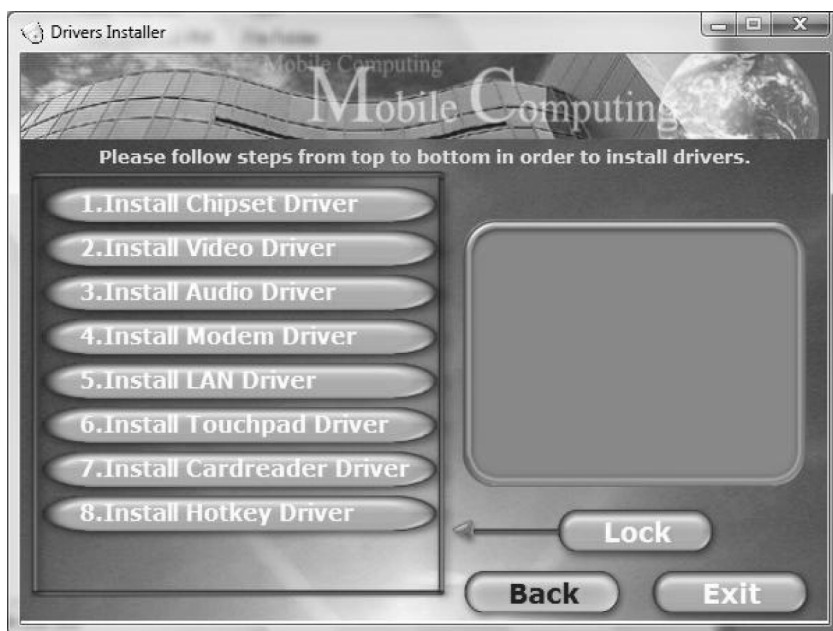 Drivers Installer
Mobile Computing
Mobile Computing
Please follow steps from top to bottom in order to install drivers.
1.Install Chipset Driver
2.Install Video Driver
3.Install Audio Driver
4.Install Modem Driver
5.Install LAN Driver
6.Install Touchpad Driver
7.Install Cardreader Driver
8.Install Hotkey Driver
Lock
Back
Exit